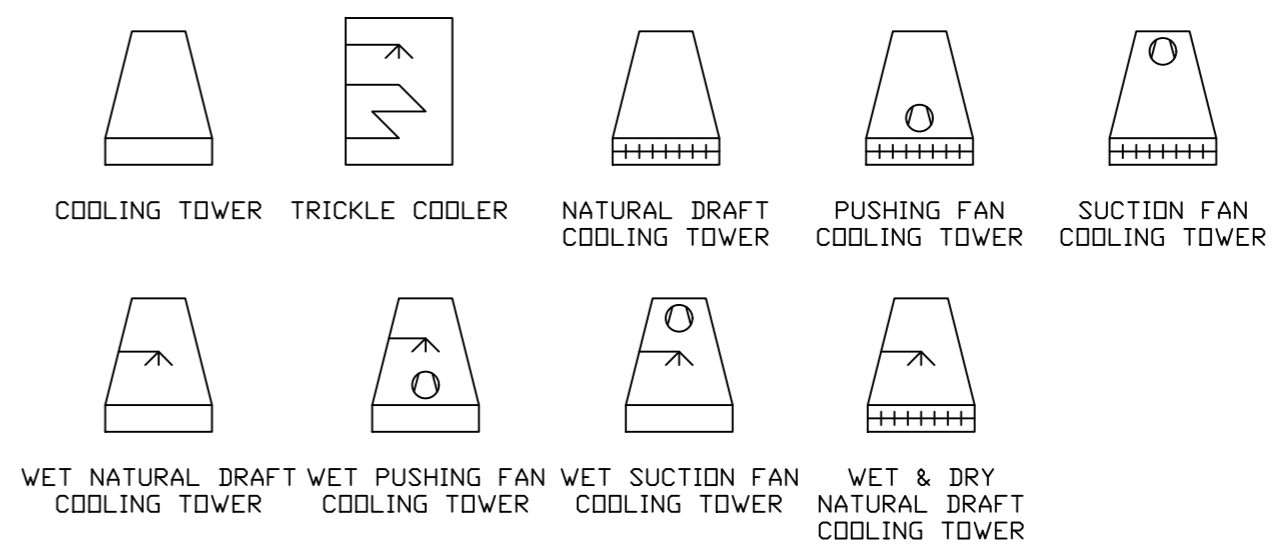 COOLING TOWER
TRICKLE COOLER
NATURAL DRAFT
COOLING TOWER
PUSHING FAN
COOLING TOWER
SUCTION FAN
COOLING TOWER
WET NATURAL DRAFT
COOLING TOWER
WET PUSHING FAN
COOLING TOWER
WET SUCTION FAN
COOLING TOWER
WET & DRY
NATURAL DRAFT
COOLING TOWER